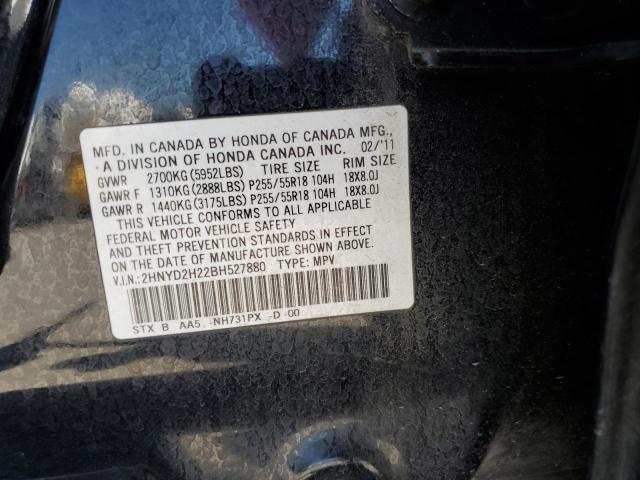 MFD. IN CANADA BY HONDA OF CANADA MFG.,
A DIVISION OF HONDA CANADA INC. 02/'11
GVWR 2700KG(5952LBS) TIRE SIZE RIM SIZE
GAWR F 1310KG(2888LBS) P255/55R18 104H 18X8.0J
GAWR R 1440KG(3175LBS) P255/55R18 104H 18X8.0J
THIS VEHICLE CONFORMS TO ALL APPLICABLE
FEDERAL MOTOR VEHICLE SAFETY
AND THEFT PREVENTION STANDARDS IN EFFECT
ON THE DATE OF MANUFACTURE SHOWN ABOVE.
V.I.N.:2HNYD2H22BH527880 TYPE: MPV
STX B AA5 -NH731PX -D -00